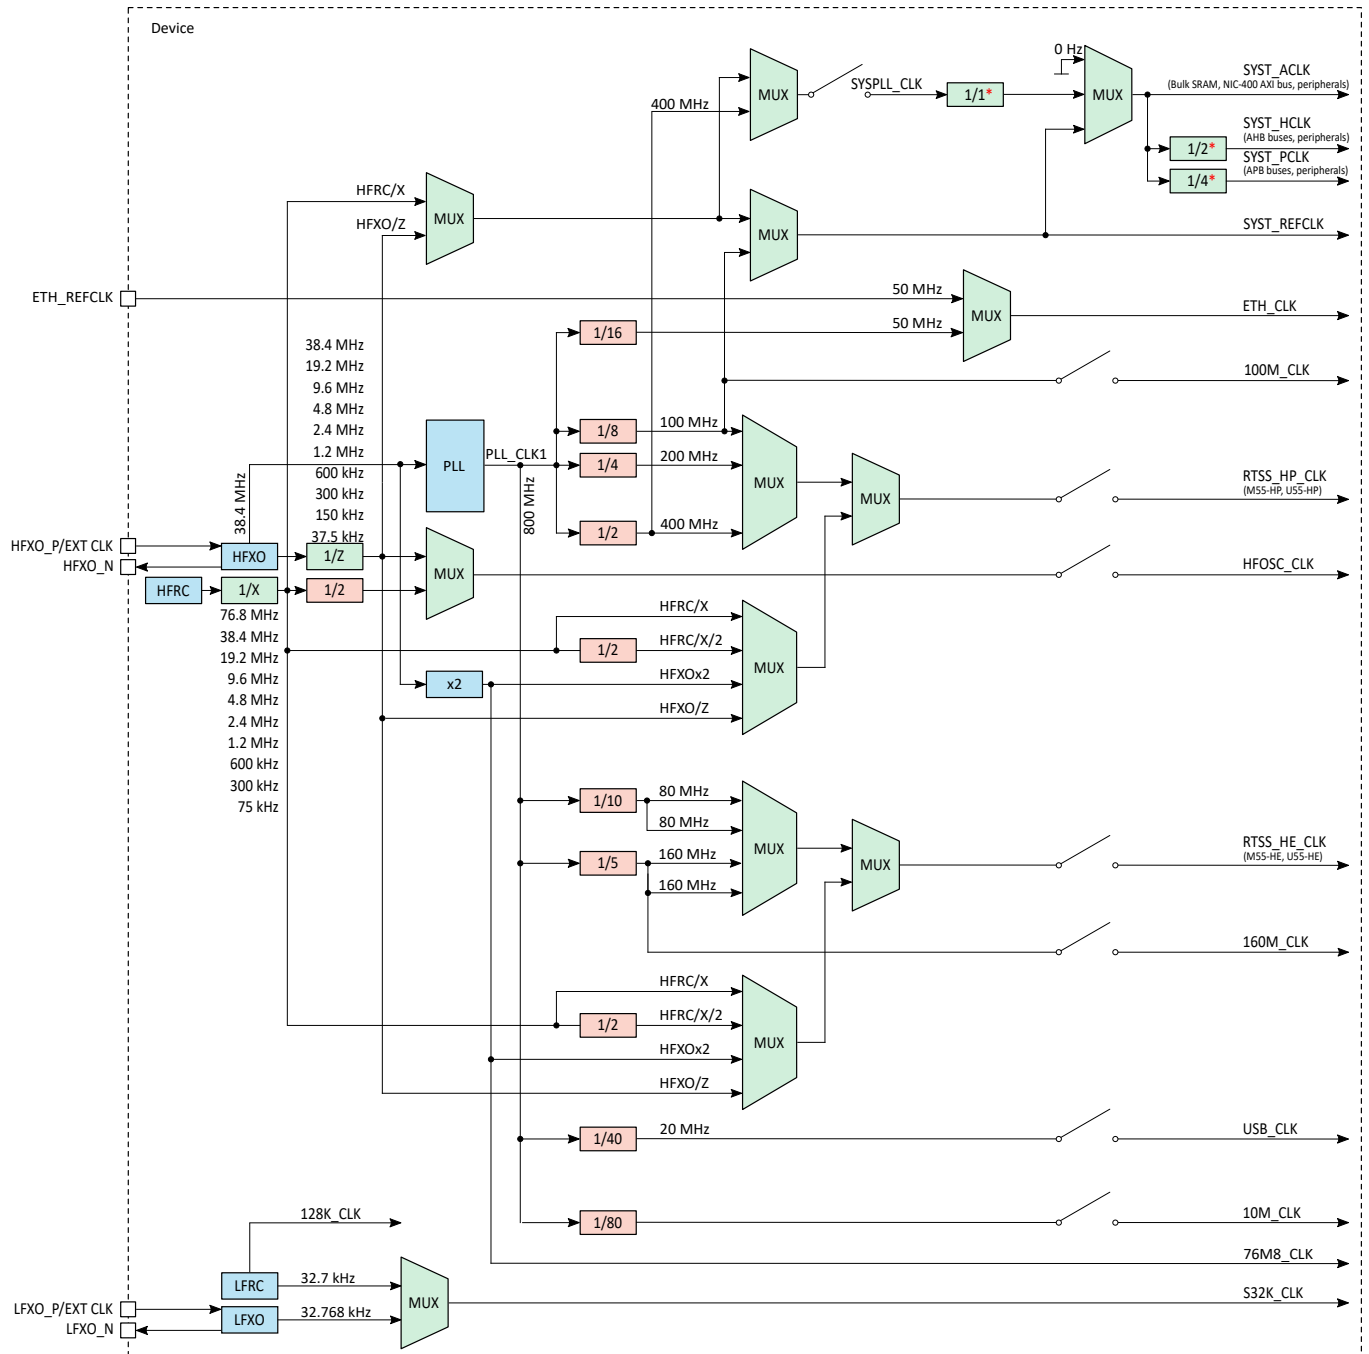 Device
0 Hz
SYST_ACLK
(Bulk SRAM, NIC-400 AXI bus, peripherals)
MUX
SYSPLL_CLK
1/1*
MUX
400 MHz
SYST_HCLK
(AHB buses, peripherals)
1/2*
SYST_PCLK
(APB buses, peripherals)
1/4*
HFRC/X
MUX
HFXO/Z
MUX
SYST_REFCLK
ETH_REFCLK
50 MHz
MUX
ETH_CLK
50 MHz
1/16
38.4 MHz
19.2 MHz
9.6 MHz
4.8 MHz
2.4 MHz
1.2 MHz
600 kHz
300 kHz
150 kHz
37.5 kHz
100M_CLK
1/8
100 MHz
PLL
PLL_CLK1
1/4
200 MHz
MUX
MUX
RTSS_HP_CLK
(M55-HP, U55-HP)
38.4 MHz
800 MHz
1/2
400 MHz
HFXO_P/EXT CLK
HFXO
1/Z
HFXO_N
MUX
HFOSC_CLK
HFRC
1/X
1/2
76.8 MHz
38.4 MHz
19.2 MHz
9.6 MHz
4.8 MHz
2.4 MHz
1.2 MHz
600 kHz
300 kHz
75 kHz
HFRC/X
1/2
HFRC/X/2
MUX
x2
HFXOx2
HFXO/Z
1/10
80 MHz
80 MHz
MUX
1/5
160 MHz
160 MHz
MUX
RTSS_HE_CLK
(M55-HE, U55-HE)
160M_CLK
HFRC/X
1/2
HFRC/X/2
MUX
HFXOx2
HFXO/Z
1/40
20 MHz
USB_CLK
128K_CLK
1/80
10M_CLK
76M8_CLK
LFRC
32.7 kHz
MUX
S32K_CLK
LFXO_P/EXT CLK
LFXO
32.768 kHz
LFXO_N